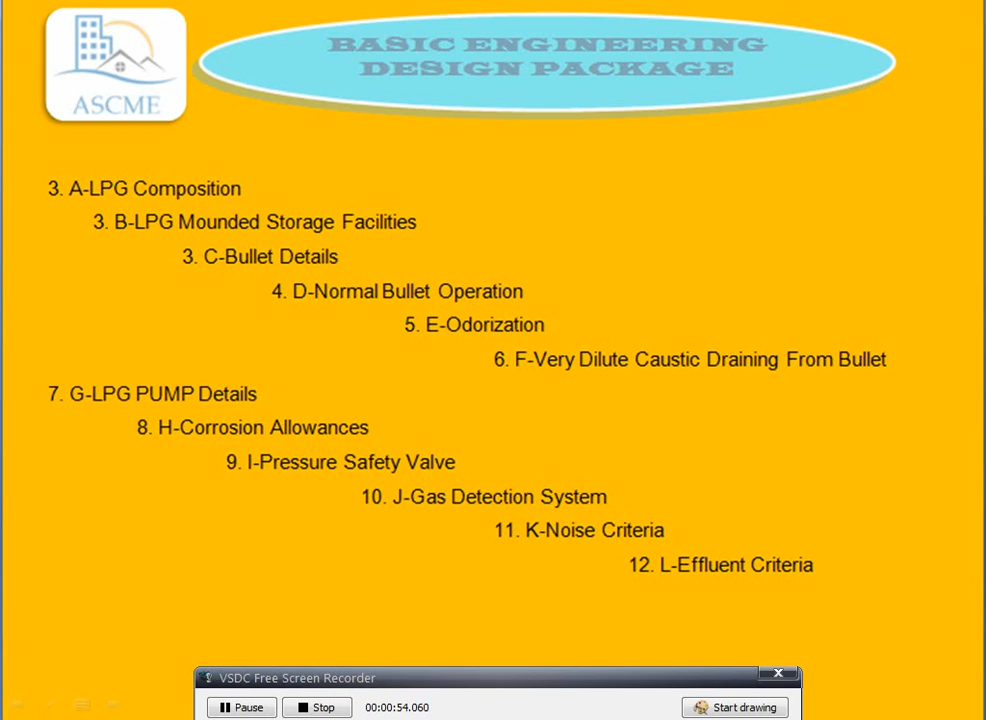 BASIC ENGINEERING
DESIGN PACKAGE
ASCME
3. A-LPG Composition
3. B-LPG Mounded Storage Facilities
3. C-Bullet Details
4. D-Normal Bullet Operation
5. E-Odorization
6. F-Very Dilute Caustic Draining From Bullet
7. G-LPG PUMP Details
8. H-Corrosion Allowances
9. I-Pressure Safety Valve
10. J-Gas Detection System
11. K-Noise Criteria
12. L-Effluent Criteria
VSDC Free Screen Recorder
Pause Stop 00:00:54.060 Start drawing